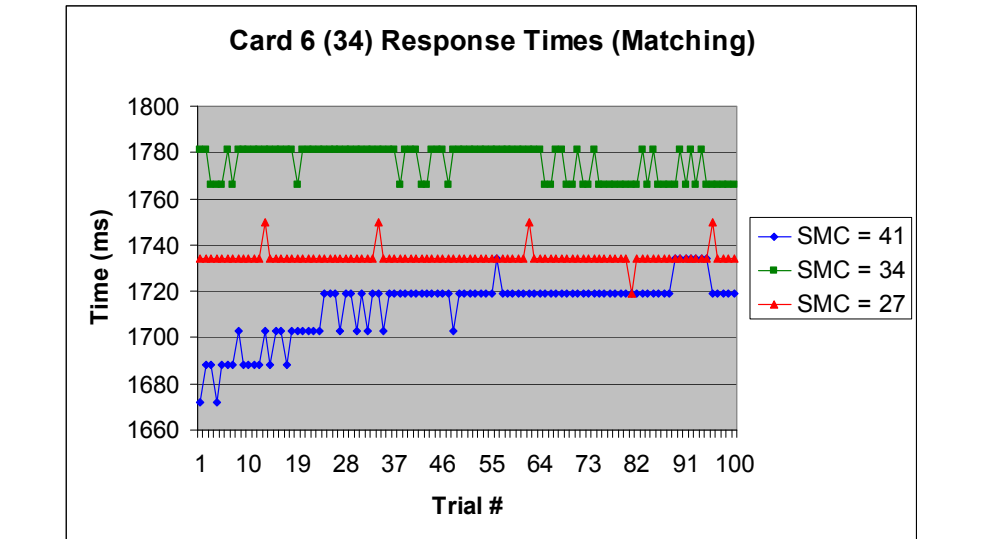 Card 6 (34) Response Times (Matching)
1800
1780
1760
1740
1720
1700
1680
1660
Time (ms)
1 10 19 28 37 46 55 64 73 82 91 100
Trial #
SMC = 41
SMC = 34
SMC = 27